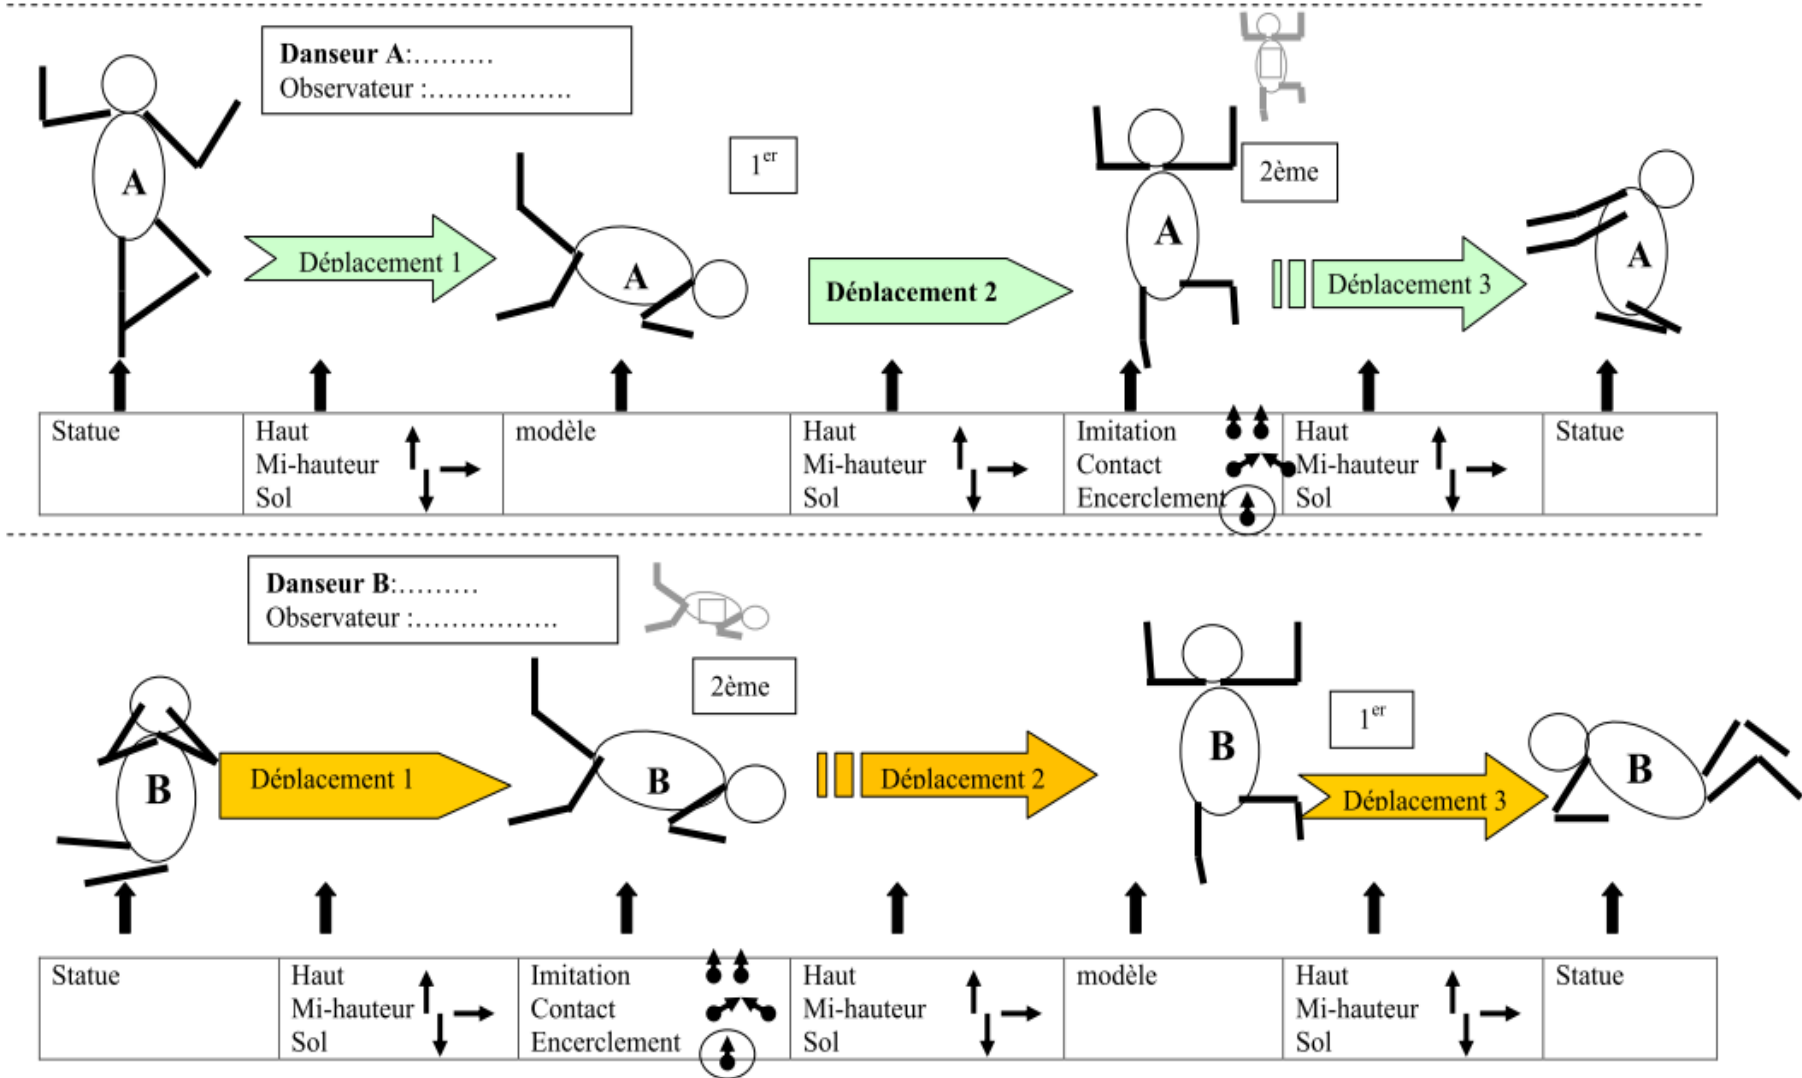 Danseur A:.........
Observateur :................
1er
2ème
A
A
A
A
Déplacement 1
Déplacement 2
Déplacement 3
Statue
Haut
Mi-hauteur
Sol
modèle
Haut
Mi-hauteur
Sol
Imitation
Contact
Encerclement
Haut
Mi-hauteur
Sol
Statue
Danseur B:.........
Observateur :................
2ème
1er
B
B
B
B
Déplacement 1
Déplacement 2
Déplacement 3
Statue
Haut
Mi-hauteur
Sol
Imitation
Contact
Encerclement
Haut
Mi-hauteur
Sol
modèle
Haut
Mi-hauteur
Sol
Statue